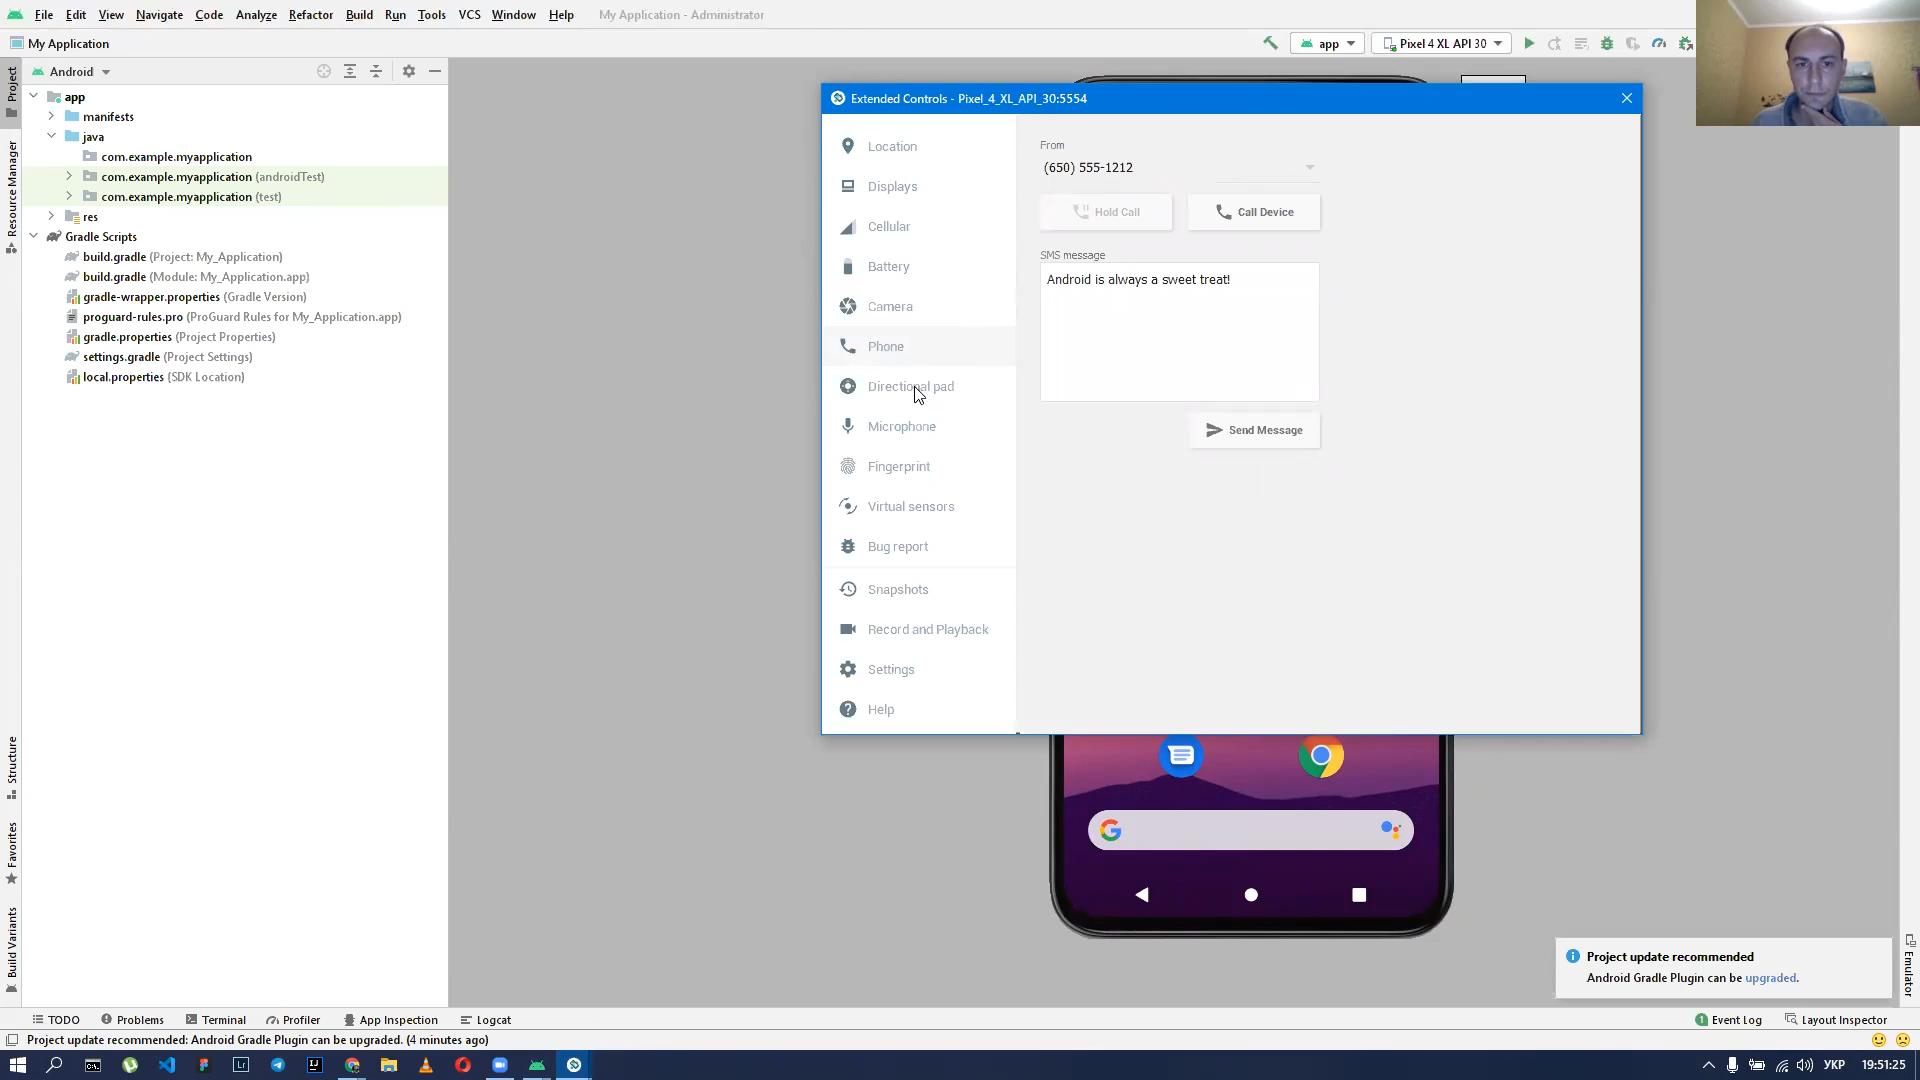 File Edit View Navigate Code Analyze Refactor Build Run Tools VCS Window Help My Application - Administrator
My Application
app
Pixel 4 XL API 30
Android
Project
Resource Manager
Structure
Favorites
Build Variants
app
manifests
java
com.example.myapplication
com.example.myapplication (androidTest)
com.example.myapplication (test)
res
Gradle Scripts
build.gradle (Project: My_Application)
build.gradle (Module: My_Application.app)
gradle-wrapper.properties (Gradle Version)
proguard-rules.pro (ProGuard Rules for My_Application.app)
gradle.properties (Project Properties)
settings.gradle (Project Settings)
local.properties (SDK Location)
Extended Controls - Pixel_4_XL_API_30:5554
Location
Displays
Cellular
Battery
Camera
Phone
Directional pad
Microphone
Fingerprint
Virtual sensors
Bug report
Snapshots
Record and Playback
Settings
Help
From
(650) 555-1212
Hold Call
Call Device
SMS message
Android is always a sweet treat!
Send Message
Project update recommended
Android Gradle Plugin can be upgraded.
Emulator
TODO Problems Terminal Profiler App Inspection Logcat
1 Event Log Layout Inspector
Project update recommended: Android Gradle Plugin can be upgraded. (4 minutes ago)
Lr
IJ
УКР 19:51:25